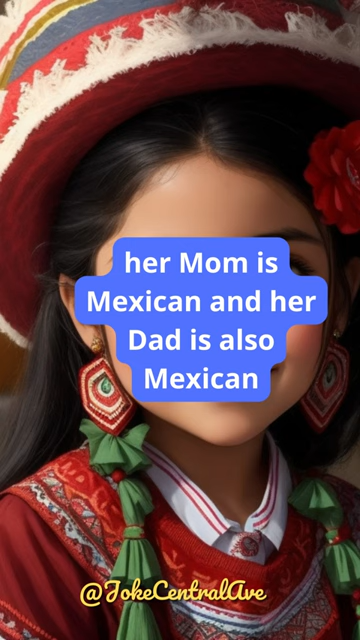 her Mom is
Mexican and her
Dad is also
Mexican
@JokeCentralAve